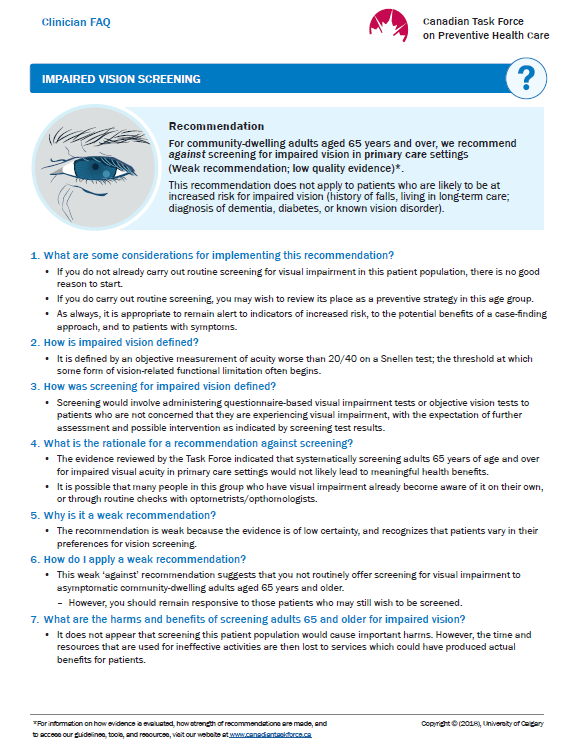 Clinician FAQ
Canadian Task Force
on Preventive Health Care
IMPAIRED VISION SCREENING
?
Recommendation
For community-dwelling adults aged 65 years and over, we recommend
against screening for impaired vision in primary care settings
(Weak recommendation; low quality evidence)*.
This recommendation does not apply to patients who are likely to be at
increased risk for impaired vision (history of falls, living in long-term care;
diagnosis of dementia, diabetes, or known vision disorder).
1. What are some considerations for implementing this recommendation?
• If you do not already carry out routine screening for visual impairment in this patient population, there is no good
reason to start.
• If you do carry out routine screening, you may wish to review its place as a preventive strategy in this age group.
• As always, it is appropriate to remain alert to indicators of increased risk, to the potential benefits of a case-finding
approach, and to patients with symptoms.
2. How is impaired vision defined?
• It is defined by an objective measurement of acuity worse than 20/40 on a Snellen test; the threshold at which
some form of vision-related functional limitation often begins.
3. How was screening for impaired vision defined?
• Screening would involve administering questionnaire-based visual impairment tests or objective vision tests to
patients who are not concerned that they are experiencing visual impairment, with the expectation of further
assessment and possible intervention as indicated by screening test results.
4. What is the rationale for a recommendation against screening?
• The evidence reviewed by the Task Force indicated that systematically screening adults 65 years of age and over
for impaired visual acuity in primary care settings would not likely lead to meaningful health benefits.
• It is possible that many people in this group who have visual impairment already become aware of it on their own,
or through routine checks with optometrists/opthomologists.
5. Why is it a weak recommendation?
• The recommendation is weak because the evidence is of low certainty, and recognizes that patients vary in their
preferences for vision screening.
6. How do I apply a weak recommendation?
• This weak ‘against’ recommendation suggests that you not routinely offer screening for visual impairment to
asymptomatic community-dwelling adults aged 65 years and older.
– However, you should remain responsive to those patients who may still wish to be screened.
7. What are the harms and benefits of screening adults 65 and older for impaired vision?
• It does not appear that screening this patient population would cause important harms. However, the time and
resources that are used for ineffective activities are then lost to services which could have produced actual
benefits for patients.
*For information on how evidence is evaluated, how strength of recommendations are made, and
to access our guidelines, tools, and resources, visit our website at www.canadiantaskforce.ca
Copyright © (2018), University of Calgary